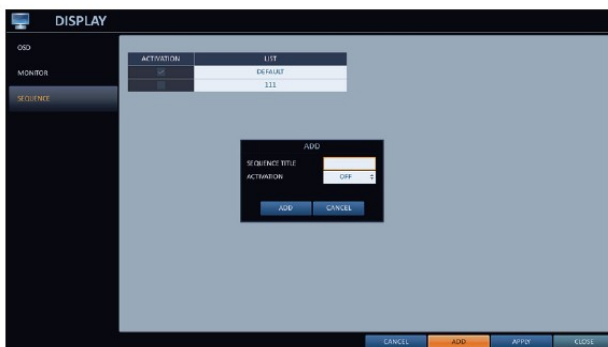 DISPLAY
OSD
MONITOR
SEQUENCE
ACTIVATION LIST
DEFAULT
111
ADD
SEQUENCE TITLE
ACTIVATION OFF
ADD CANCEL
CANCEL ADD APPLY CLOSE